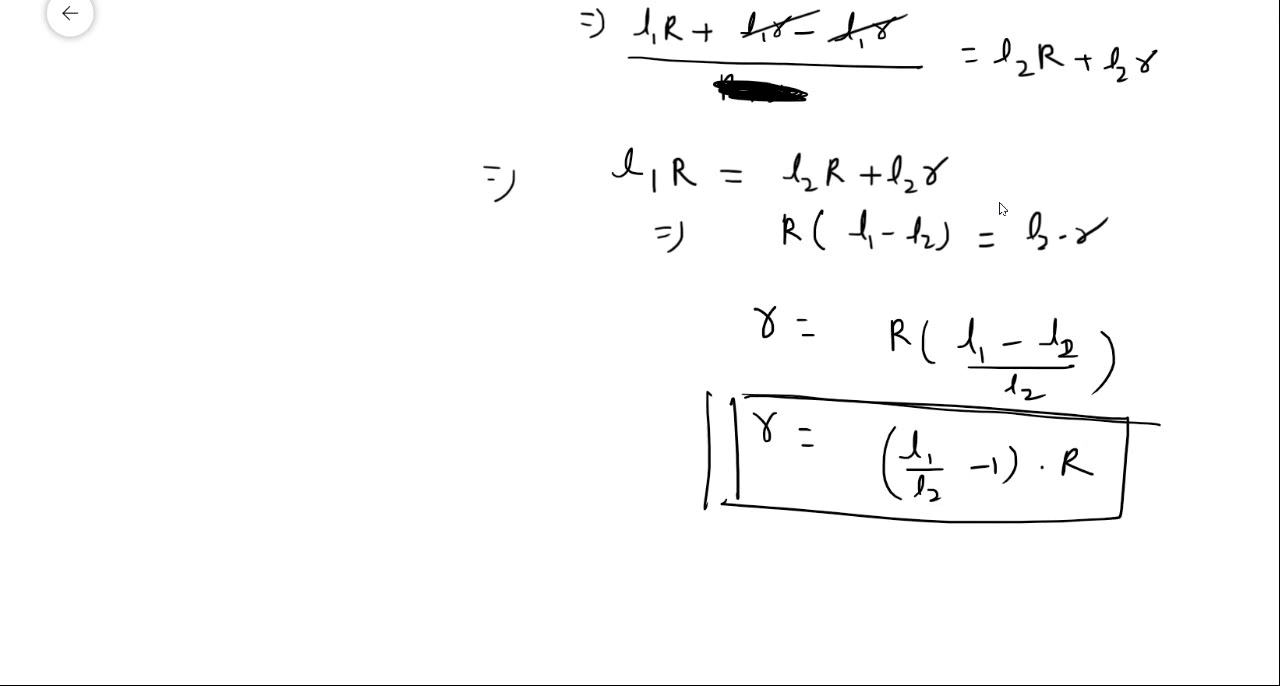 =) (l₁R + l₁r - l₁r)/ = l₂R + l₂r
=) l₁R = l₂R + l₂r
=) R( l₁ - l₂) = l₂ · r
r = R( (l₁ - l₂)/l₂ )
r = (l₁/l₂ - 1) · R